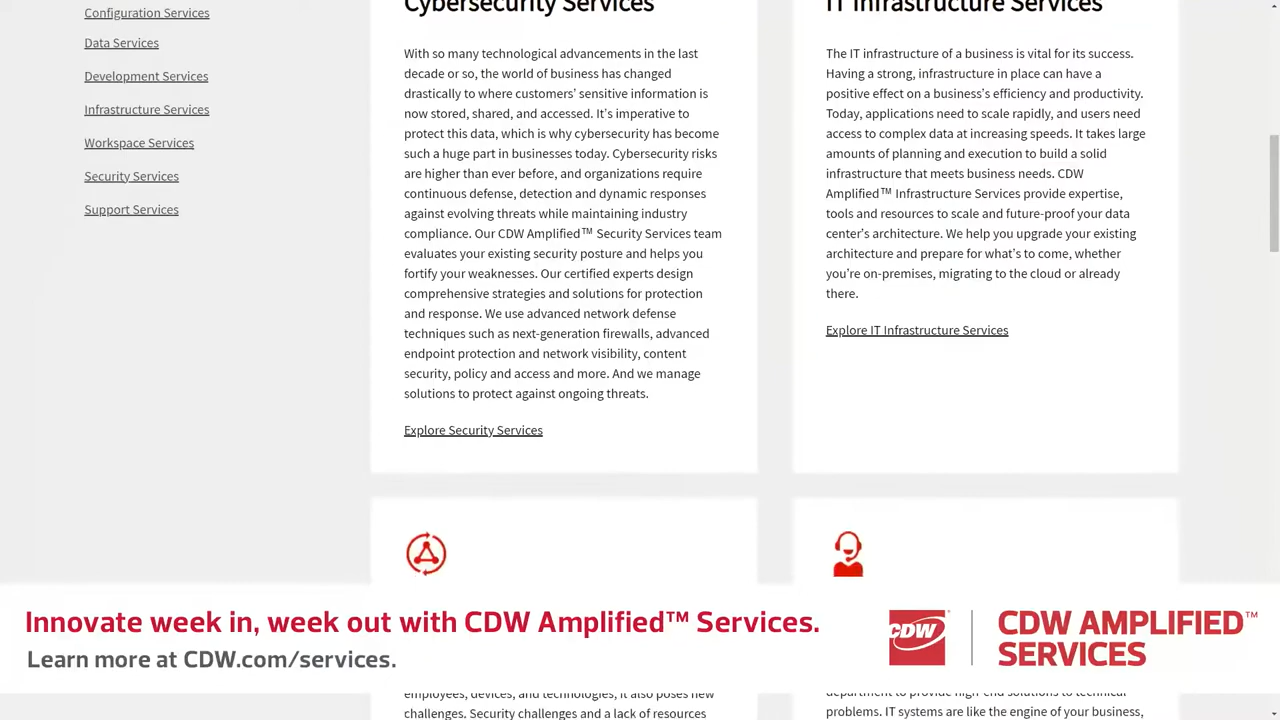 Configuration Services
Data Services
Development Services
Infrastructure Services
Workspace Services
Security Services
Support Services
Cybersecurity Services
With so many technological advancements in the last
decade or so, the world of business has changed
drastically to where customers’ sensitive information is
now stored, shared, and accessed. It’s imperative to
protect this data, which is why cybersecurity has become
such a huge part in businesses today. Cybersecurity risks
are higher than ever before, and organizations require
continuous defense, detection and dynamic responses
against evolving threats while maintaining industry
compliance. Our CDW Amplified™ Security Services team
evaluates your existing security posture and helps you
fortify your weaknesses. Our certified experts design
comprehensive strategies and solutions for protection
and response. We use advanced network defense
techniques such as next-generation firewalls, advanced
endpoint protection and network visibility, content
security, policy and access and more. And we manage
solutions to protect against ongoing threats.
Explore Security Services
IT Infrastructure Services
The IT infrastructure of a business is vital for its success.
Having a strong, infrastructure in place can have a
positive effect on a business’s efficiency and productivity.
Today, applications need to scale rapidly, and users need
access to complex data at increasing speeds. It takes large
amounts of planning and execution to build a solid
infrastructure that meets business needs. CDW
Amplified™ Infrastructure Services provide expertise,
tools and resources to scale and future-proof your data
center’s architecture. We help you upgrade your existing
architecture and prepare for what’s to come, whether
you’re on-premises, migrating to the cloud or already
there.
Explore IT Infrastructure Services
Innovate week in, week out with CDW Amplified™ Services.
Learn more at CDW.com/services.
CDW
CDW AMPLIFIED™
SERVICES
employees, devices, and technologies, it also poses new
challenges. Security challenges and a lack of resources
department to provide high-end solutions to technical
problems. IT systems are like the engine of your business,